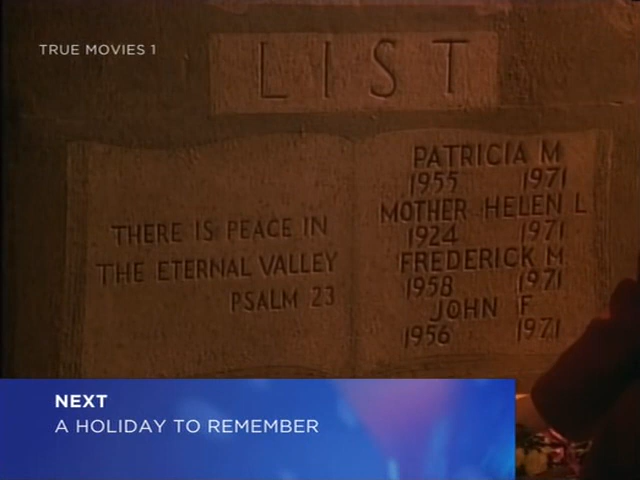 TRUE MOVIES 1
LIST
THERE IS PEACE IN
THE ETERNAL VALLEY
PSALM 23
PATRICIA M
1955 1971
MOTHER HELEN L
1924 1971
FREDERICK M
1958 1971
JOHN F
1956 1971
NEXT
A HOLIDAY TO REMEMBER